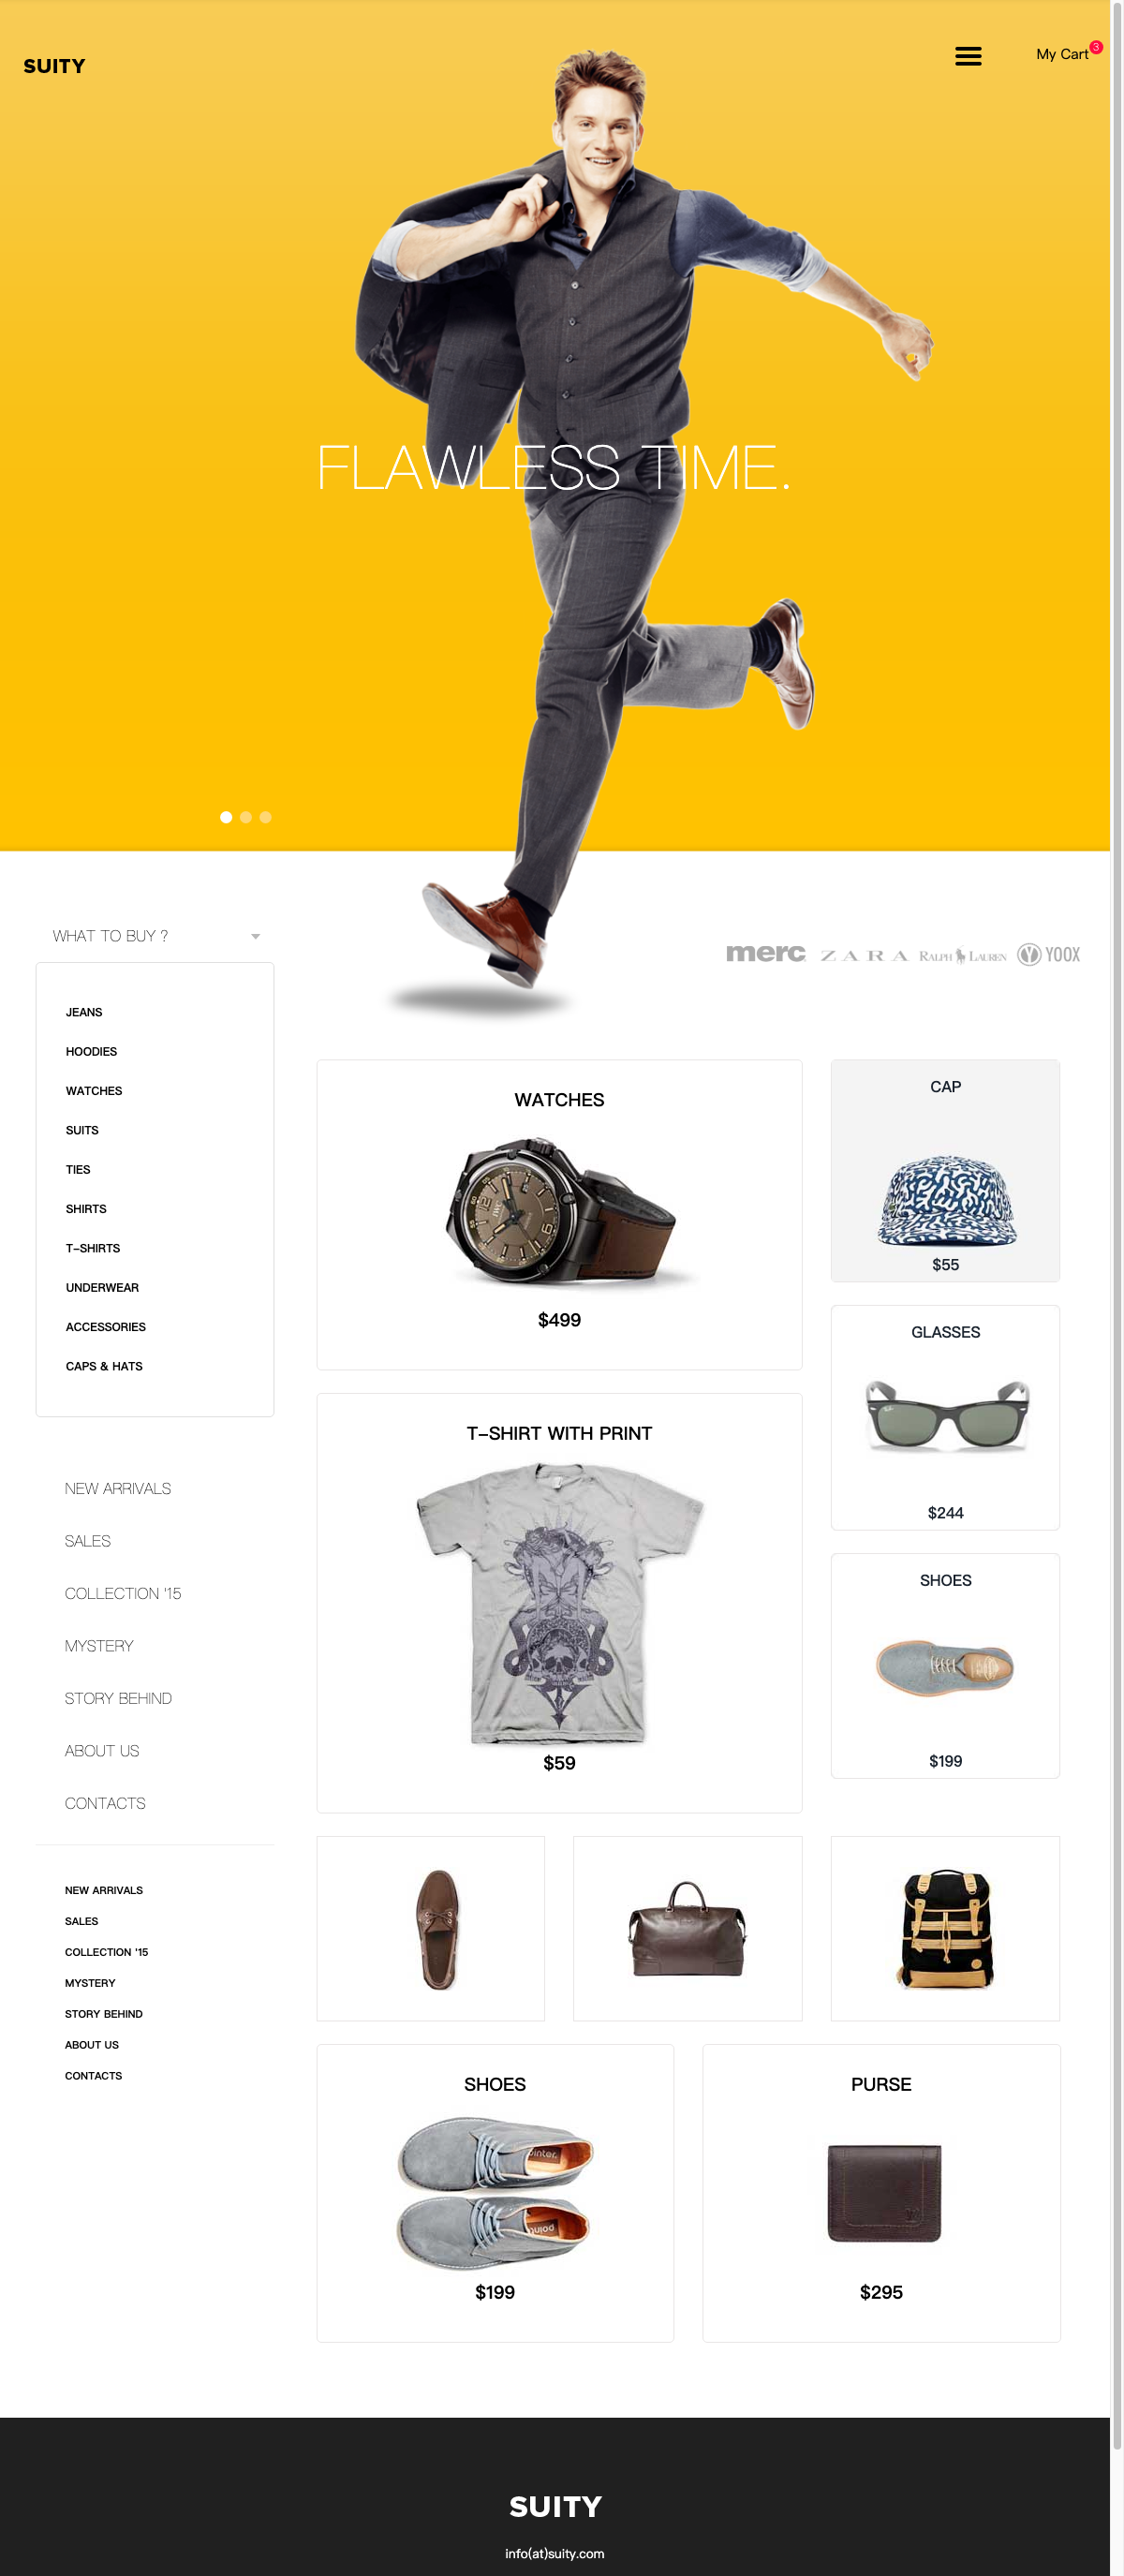 SUITY
My Cart 3
FLAWLESS TIME.
WHAT TO BUY ?
merc
ZARA
RALPH LAUREN
YOOX
JEANS
HOODIES
WATCHES
SUITS
TIES
SHIRTS
T-SHIRTS
UNDERWEAR
ACCESSORIES
CAPS & HATS
NEW ARRIVALS
SALES
COLLECTION '15
MYSTERY
STORY BEHIND
ABOUT US
CONTACTS
NEW ARRIVALS
SALES
COLLECTION '15
MYSTERY
STORY BEHIND
ABOUT US
CONTACTS
WATCHES
$499
CAP
$55
GLASSES
$244
T-SHIRT WITH PRINT
$59
SHOES
$199
SHOES
$199
PURSE
$295
SUITY
info(at)suity.com